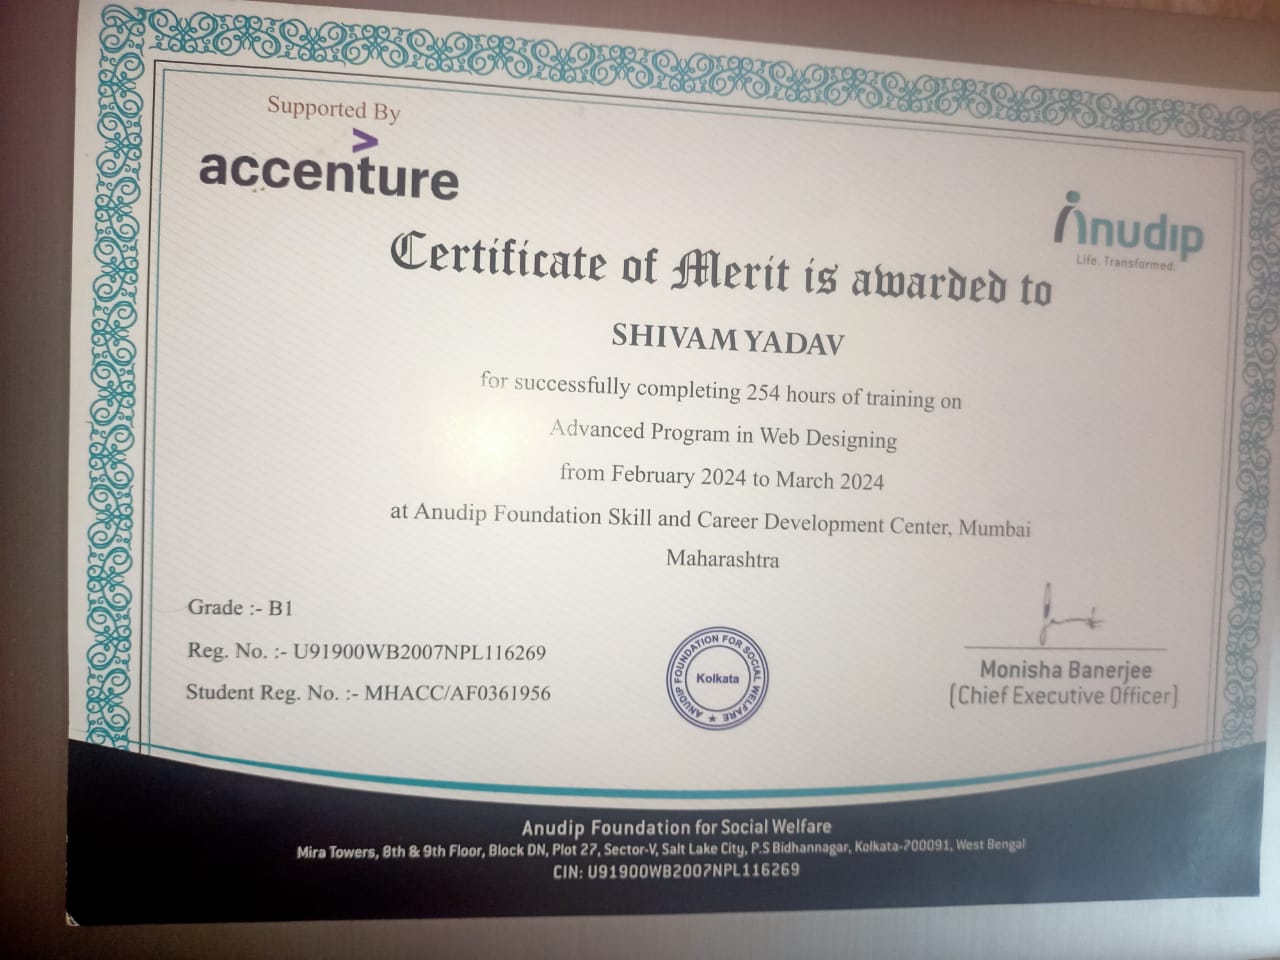 Supported By
accenture
Anudip
Life. Transformed.
Certificate of Merit is awarded to
SHIVAM YADAV
for successfully completing 254 hours of training on
Advanced Program in Web Designing
from February 2024 to March 2024
at Anudip Foundation Skill and Career Development Center, Mumbai
Maharashtra
Grade :- B1
Reg. No. :- U91900WB2007NPL116269
Student Reg. No. :- MHACC/AF0361956
ANUDIP FOUNDATION FOR SOCIAL WELFARE
Kolkata
Monisha Banerjee
(Chief Executive Officer)
Anudip Foundation for Social Welfare
Mira Towers, 8th & 9th Floor, Block DN, Plot 27, Sector-V, Salt Lake City, P.S Bidhannagar, Kolkata-700091, West Bengal
CIN: U91900WB2007NPL116269